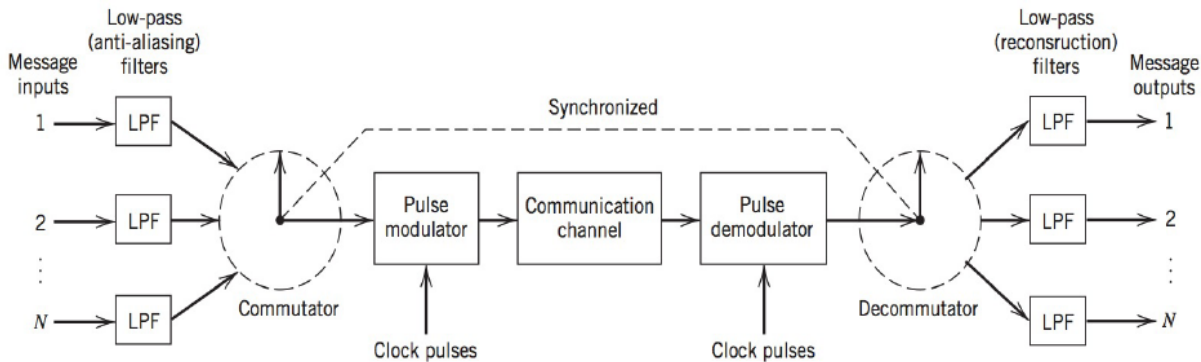 Low-pass
(anti-aliasing)
filters
Message
inputs
1
LPF
2
LPF
⋮
N
LPF
Commutator
Synchronized
Pulse
modulator
Clock pulses
Communication
channel
Pulse
demodulator
Clock pulses
Decommutator
Low-pass
(reconsruction)
filters
Message
outputs
LPF
1
LPF
2
⋮
LPF
N